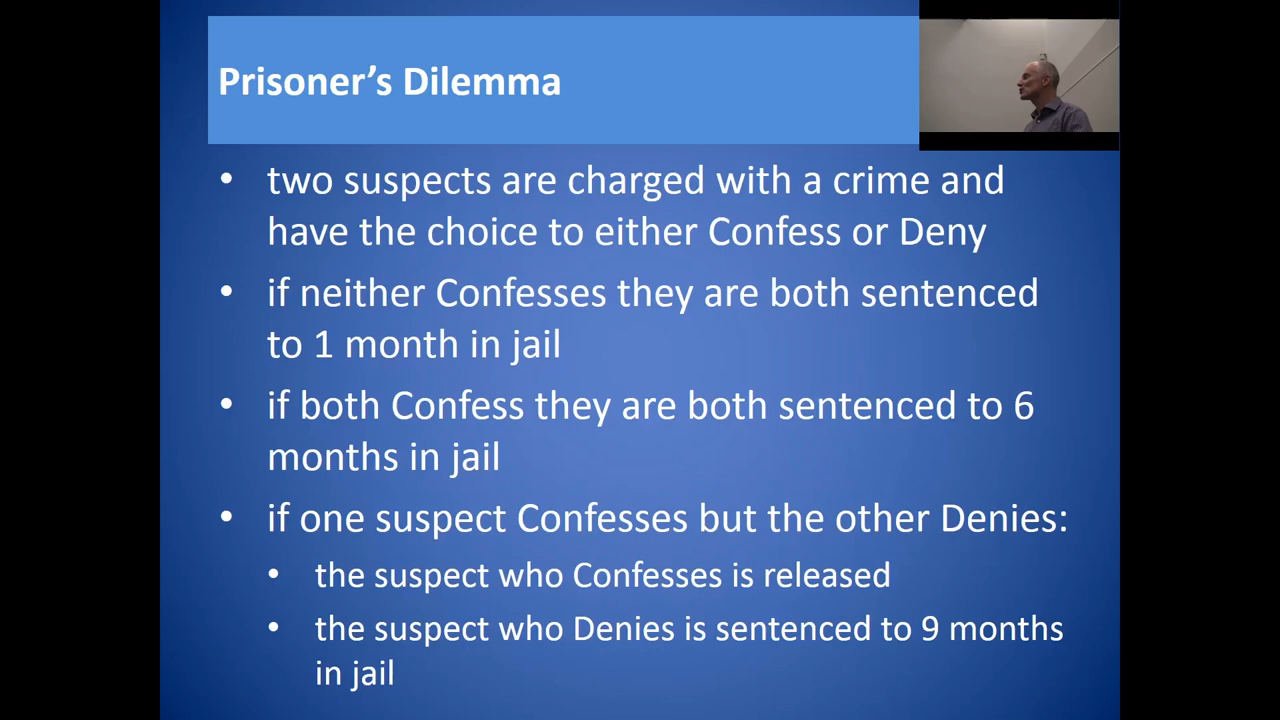 Prisoner’s Dilemma
• two suspects are charged with a crime and
have the choice to either Confess or Deny
• if neither Confesses they are both sentenced
to 1 month in jail
• if both Confess they are both sentenced to 6
months in jail
• if one suspect Confesses but the other Denies:
• the suspect who Confesses is released
• the suspect who Denies is sentenced to 9 months
in jail